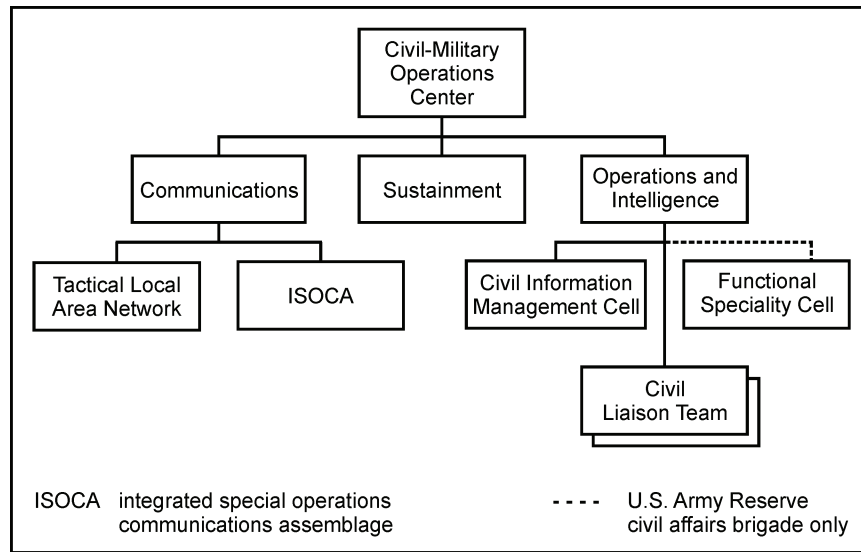 Civil-Military
Operations
Center
Communications
Sustainment
Operations and
Intelligence
Tactical Local
Area Network
ISOCA
Civil Information
Management Cell
Functional
Speciality Cell
Civil
Liaison Team
ISOCA integrated special operations
communications assemblage
U.S. Army Reserve
civil affairs brigade only